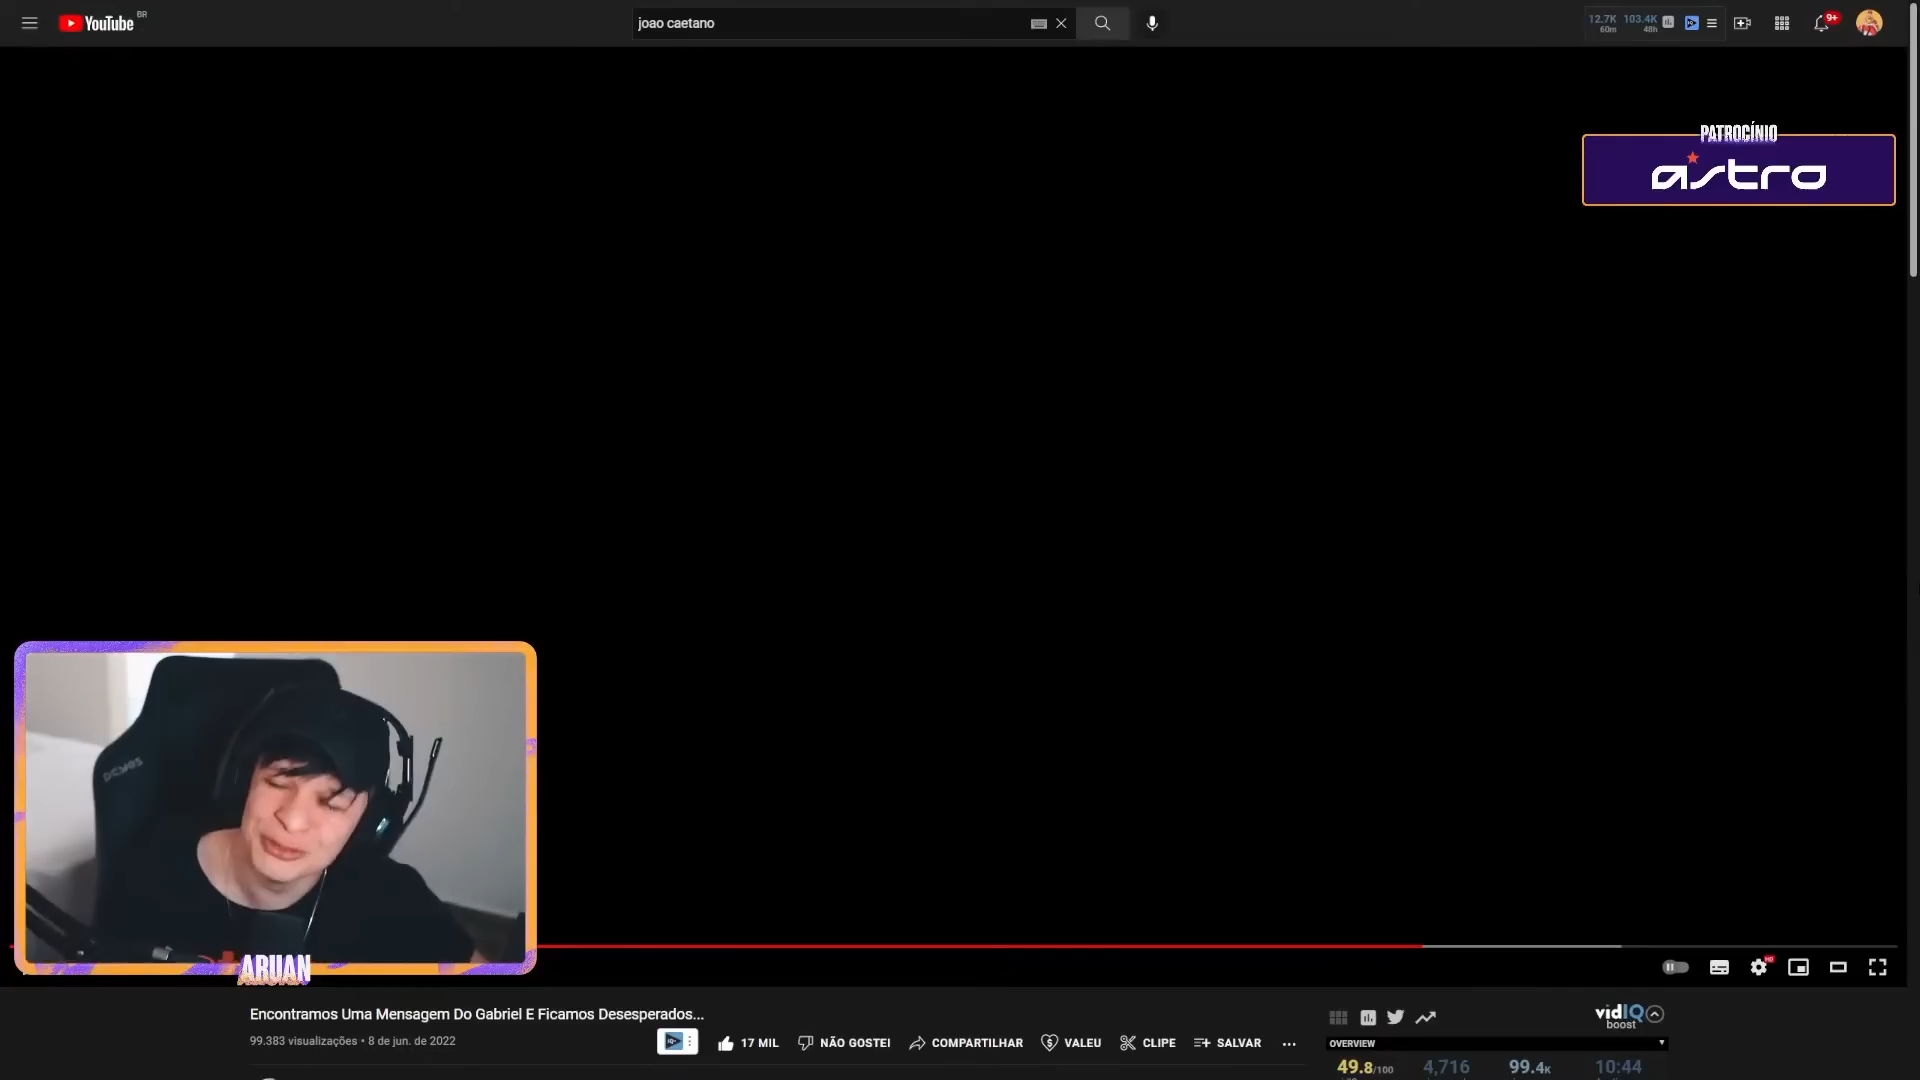 YouTube BR
joao caetano
12.7K 103.4K
60m 48h
9+
PATROCÍNIO
astro
ARUAN
HD
Encontramos Uma Mensagem Do Gabriel E Ficamos Desesperados...
99.383 visualizações • 8 de jun. de 2022
17 MIL NÃO GOSTEI COMPARTILHAR VALEU CLIPE SALVAR
vidIQ
boost
OVERVIEW
49.8/100 4,716 99.4K 10:44